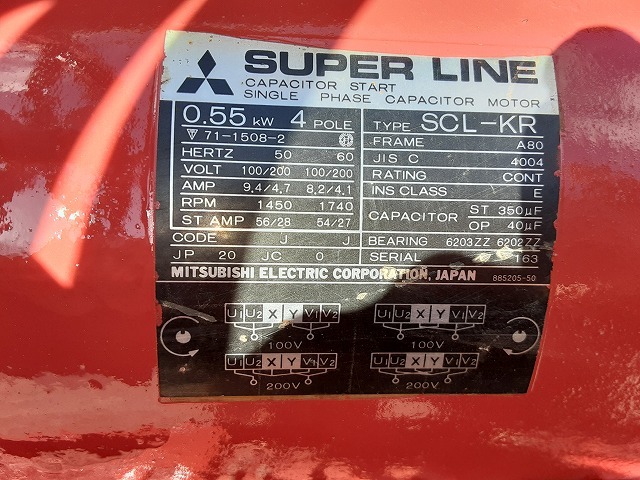 SUPER LINE
CAPACITOR START
SINGLE PHASE CAPACITOR MOTOR
0.55 kW 4 POLE
71-1508-2
HERTZ 50 60
VOLT 100/200 100/200
AMP 9,4/4,7 8,2/4,1
RPM 1450 1740
ST AMP 56/28 54/27
CODE J J
JP 20 JC 0
TYPE SCL-KR
FRAME A80
JIS C 4004
RATING CONT
INS CLASS E
CAPACITOR ST 350μF
OP 40μF
BEARING 6203ZZ 6202ZZ
SERIAL 163
MITSUBISHI ELECTRIC CORPORATION, JAPAN 885205-50
U1 U2 X Y V1 V2 U1 U2 X Y V1 V2
100V 100V
U1 U2 X Y V1 V2 U1 U2 X Y V1 V2
200V 200V